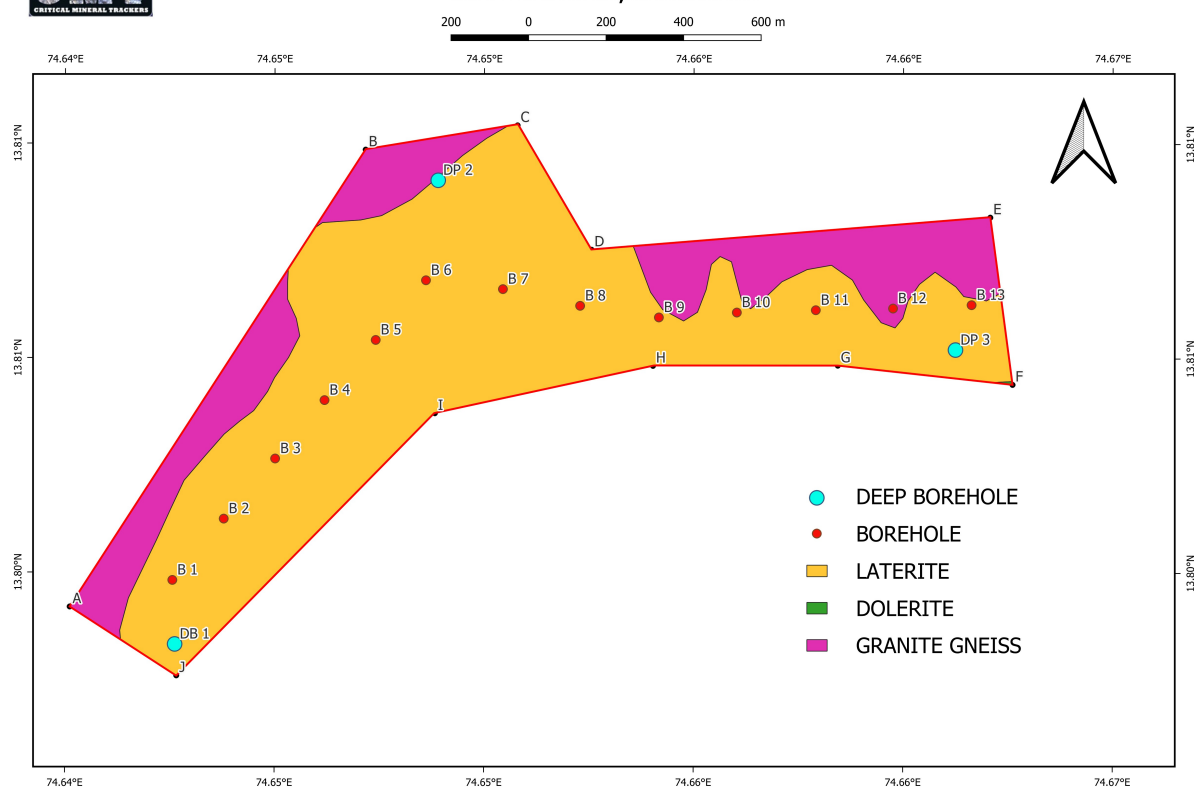 CRITICAL MINERAL TRACKERS
200 0 200 400 600 m
74.64°E 74.65°E 74.65°E 74.66°E 74.66°E 74.67°E
13.81°N
13.81°N
C
B
DP 2
E
D
B 6
B 7
B 8
B 9
B 10
B 11
B 12
B 13
B 5
DP 3
13.81°N
13.81°N
H
G
F
B 4
I
B 3
B 2
B 1
A
DB 1
J
13.80°N
13.80°N
DEEP BOREHOLE
BOREHOLE
LATERITE
DOLERITE
GRANITE GNEISS
74.64°E 74.65°E 74.65°E 74.66°E 74.66°E 74.67°E